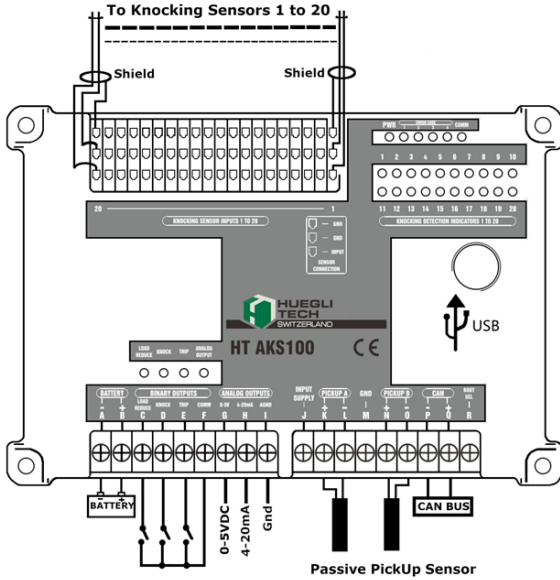 To Knocking Sensors 1 to 20
Shield
Shield
PWR
COMM
1 2 3 4 5 6 7 8 9 10
11 12 13 14 15 16 17 18 19 20
KNOCKING DETECTION INDICATORS 1 TO 20
20 1
KNOCKING SENSOR INPUTS 1 TO 20
GND
GND
INPUT
SENSOR
CONNECTION
HUEGLI
TECH
SWITZERLAND
HT AKS100 CE
USB
LOAD
REDUCE KNOCK TRIP ANALOG
OUTPUT
BATTERY BINARY OUTPUTS ANALOG OUTPUTS INPUT
SUPPLY PICKUP A GND PICKUP B CAN BOOT
SEL
- + LOAD
REDUCE KNOCK TRIP COMM 0-5V 4-20mA AGND + - + - - +
A B C D E F G H I J K L M N O P Q R
- +
BATTERY
0-5VDC
4-20mA
Gnd
CAN BUS
Passive PickUp Sensor